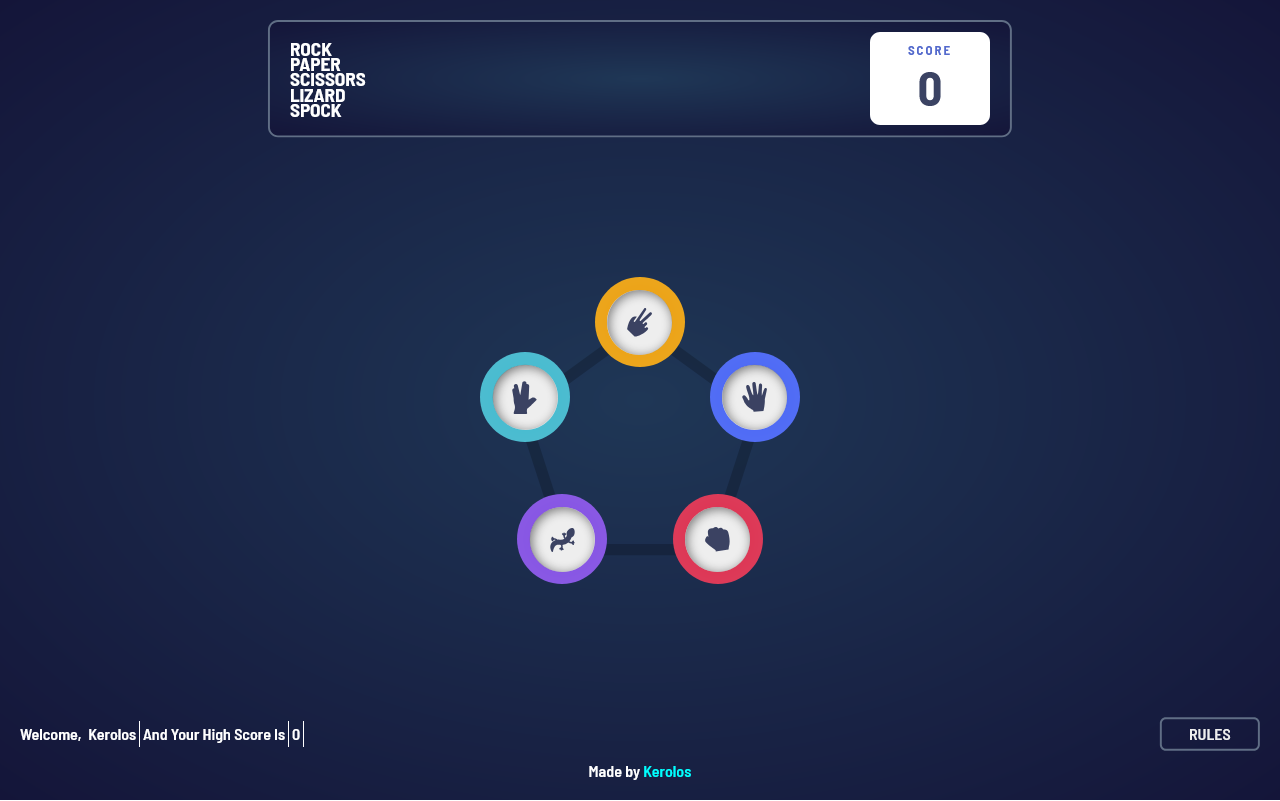 ROCK
PAPER
SCISSORS
LIZARD
SPOCK
SCORE
0
Welcome, Kerolos And Your High Score Is 0
RULES
Made by Kerolos